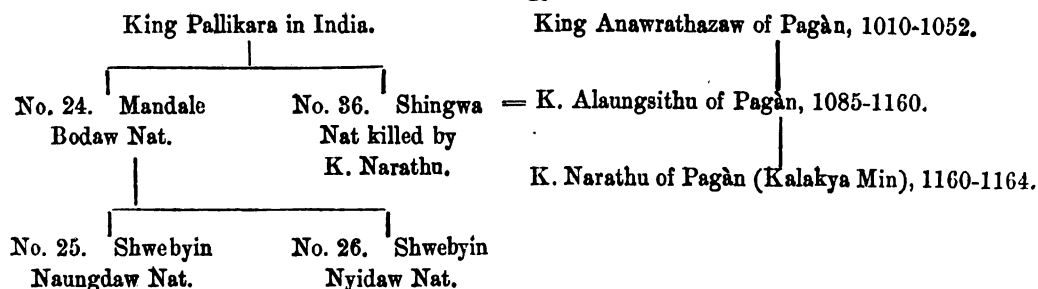 King Pallikara in India. King Anawrathazaw of Pagàn, 1010-1052.
No. 24. Mandale No. 36. Shingwa = K. Alaungsithu of Pagàn, 1085-1160.
Bodaw Nat. Nat killed by
K. Narathu. K. Narathu of Pagàn (Kalakya Min), 1160-1164.
No. 25. Shwebyin No. 26. Shwebyin
Naungdaw Nat. Nyidaw Nat.